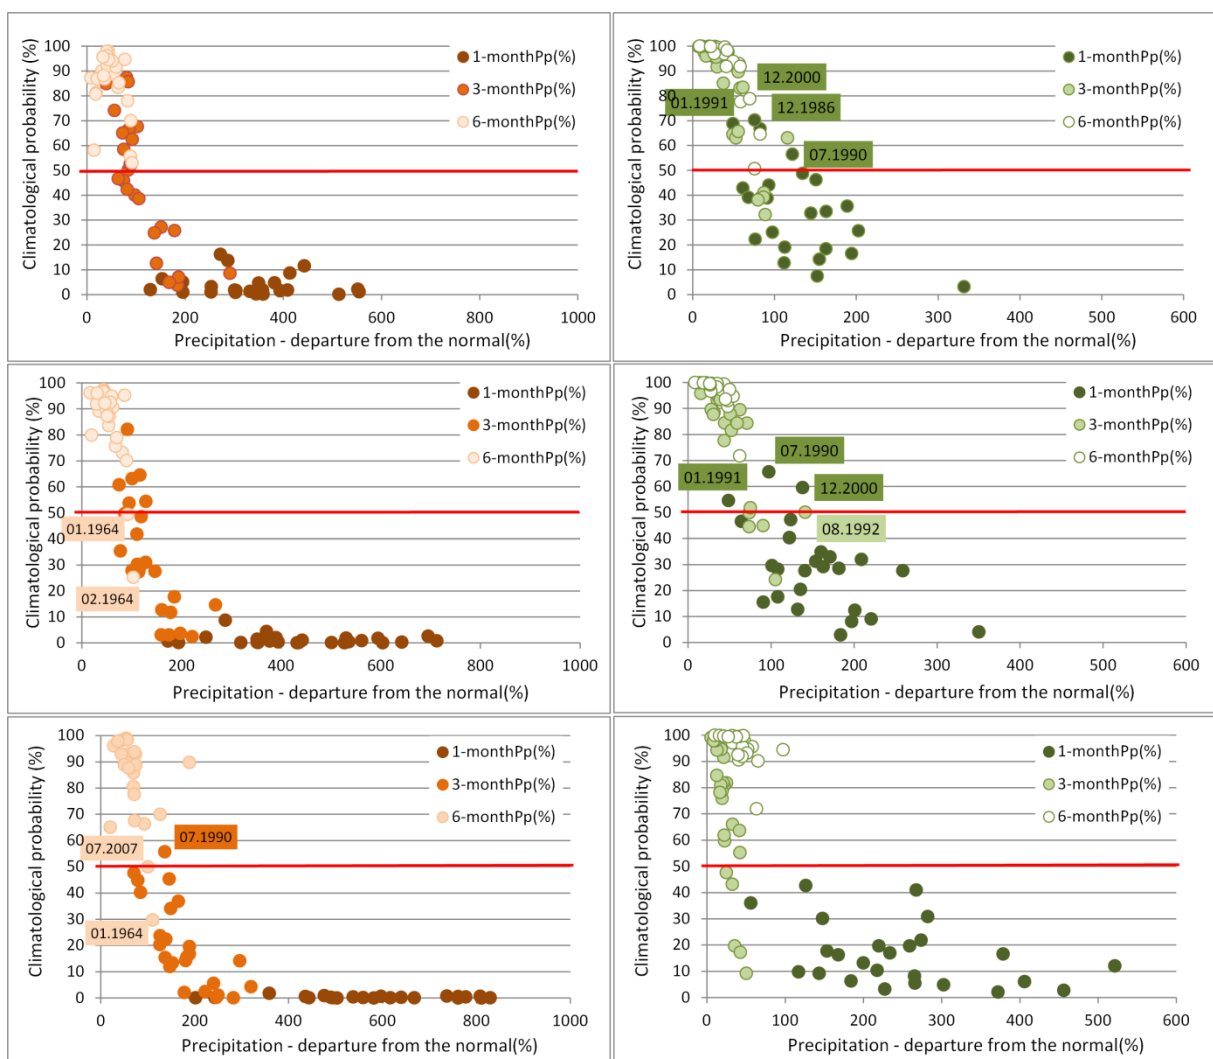 Climatological probability (%)
100
90
80
70
60
50
40
30
20
10
0
1-monthPp(%)
3-monthPp(%)
6-monthPp(%)
0 200 400 600 800 1000
Precipitation - departure from the normal(%)
Climatological probability (%)
100
90
80
70
60
50
40
30
20
10
0
1-monthPp(%)
3-monthPp(%)
6-monthPp(%)
12.2000
01.1991
12.1986
07.1990
0 100 200 300 400 500 600
Precipitation - departure from the normal(%)
Climatological probability (%)
100
90
80
70
60
50
40
30
20
10
0
1-monthPp(%)
3-monthPp(%)
6-monthPp(%)
01.1964
02.1964
0 200 400 600 800 1000
Precipitation - departure from the normal(%)
Climatological probability (%)
100
90
80
70
60
50
40
30
20
10
0
1-monthPp(%)
3-monthPp(%)
6-monthPp(%)
07.1990
01.1991
12.2000
08.1992
0 100 200 300 400 500 600
Precipitation - departure from the normal(%)
Climatological probability (%)
100
90
80
70
60
50
40
30
20
10
0
1-monthPp(%)
3-monthPp(%)
6-monthPp(%)
07.1990
07.2007
01.1964
0 200 400 600 800 1000
Precipitation - departure from the normal(%)
Climatological probability (%)
100
90
80
70
60
50
40
30
20
10
0
1-monthPp(%)
3-monthPp(%)
6-monthPp(%)
0 100 200 300 400 500 600
Precipitation - departure from the normal(%)